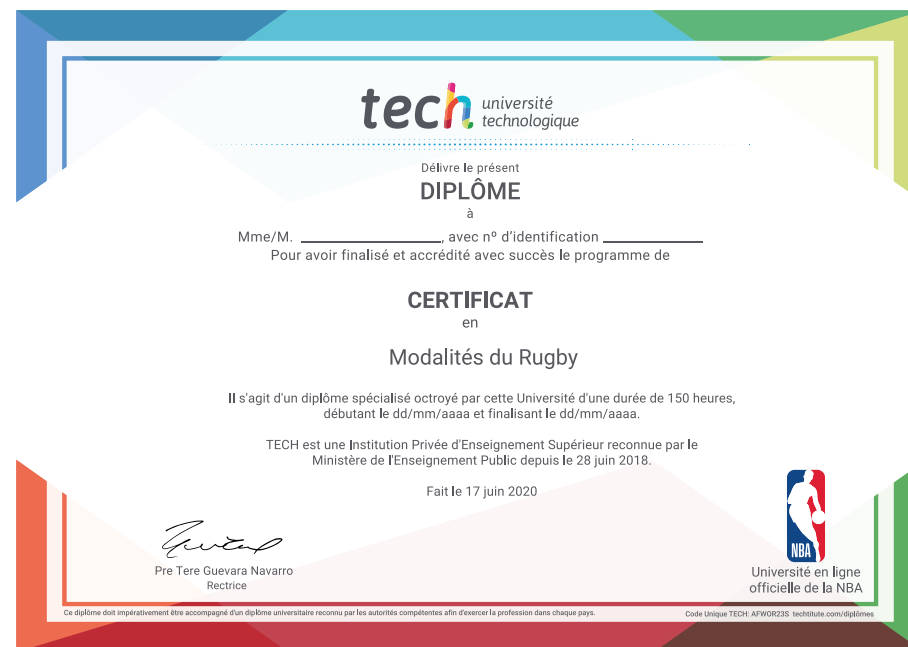 tech université
technologique
Délivre le présent
DIPLÔME
à
Mme/M. ____________________, avec nº d'identification ______________
Pour avoir finalisé et accrédité avec succès le programme de
CERTIFICAT
en
Modalités du Rugby
Il s'agit d'un diplôme spécialisé octroyé par cette Université d'une durée de 150 heures,
débutant le dd/mm/aaaa et finalisant le dd/mm/aaaa.
TECH est une Institution Privée d'Enseignement Supérieur reconnue par le
Ministère de l'Enseignement Public depuis le 28 juin 2018.
Fait le 17 juin 2020
Pre Tere Guevara Navarro
Rectrice
NBA
Université en ligne
officielle de la NBA
Ce diplôme doit impérativement être accompagné d'un diplôme universitaire reconnu par les autorités compétentes afin d'exercer la profession dans chaque pays.
Code Unique TECH: AFWOR23S techtitute.com/diplômes